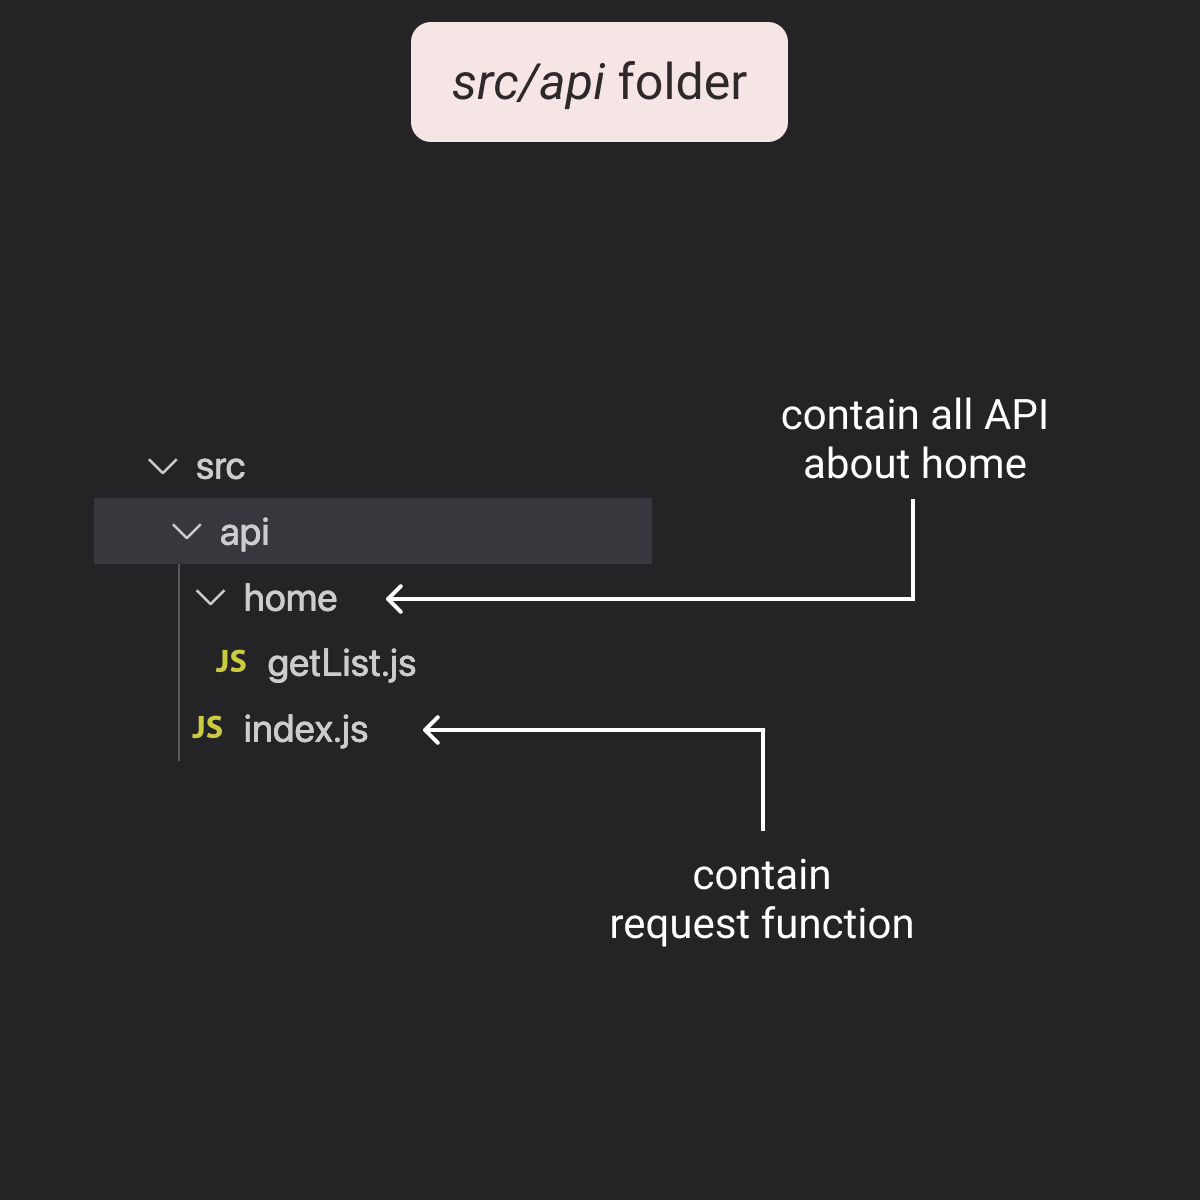 src/api folder
contain all API
about home
src
api
home
JS getList.js
JS index.js
contain
request function